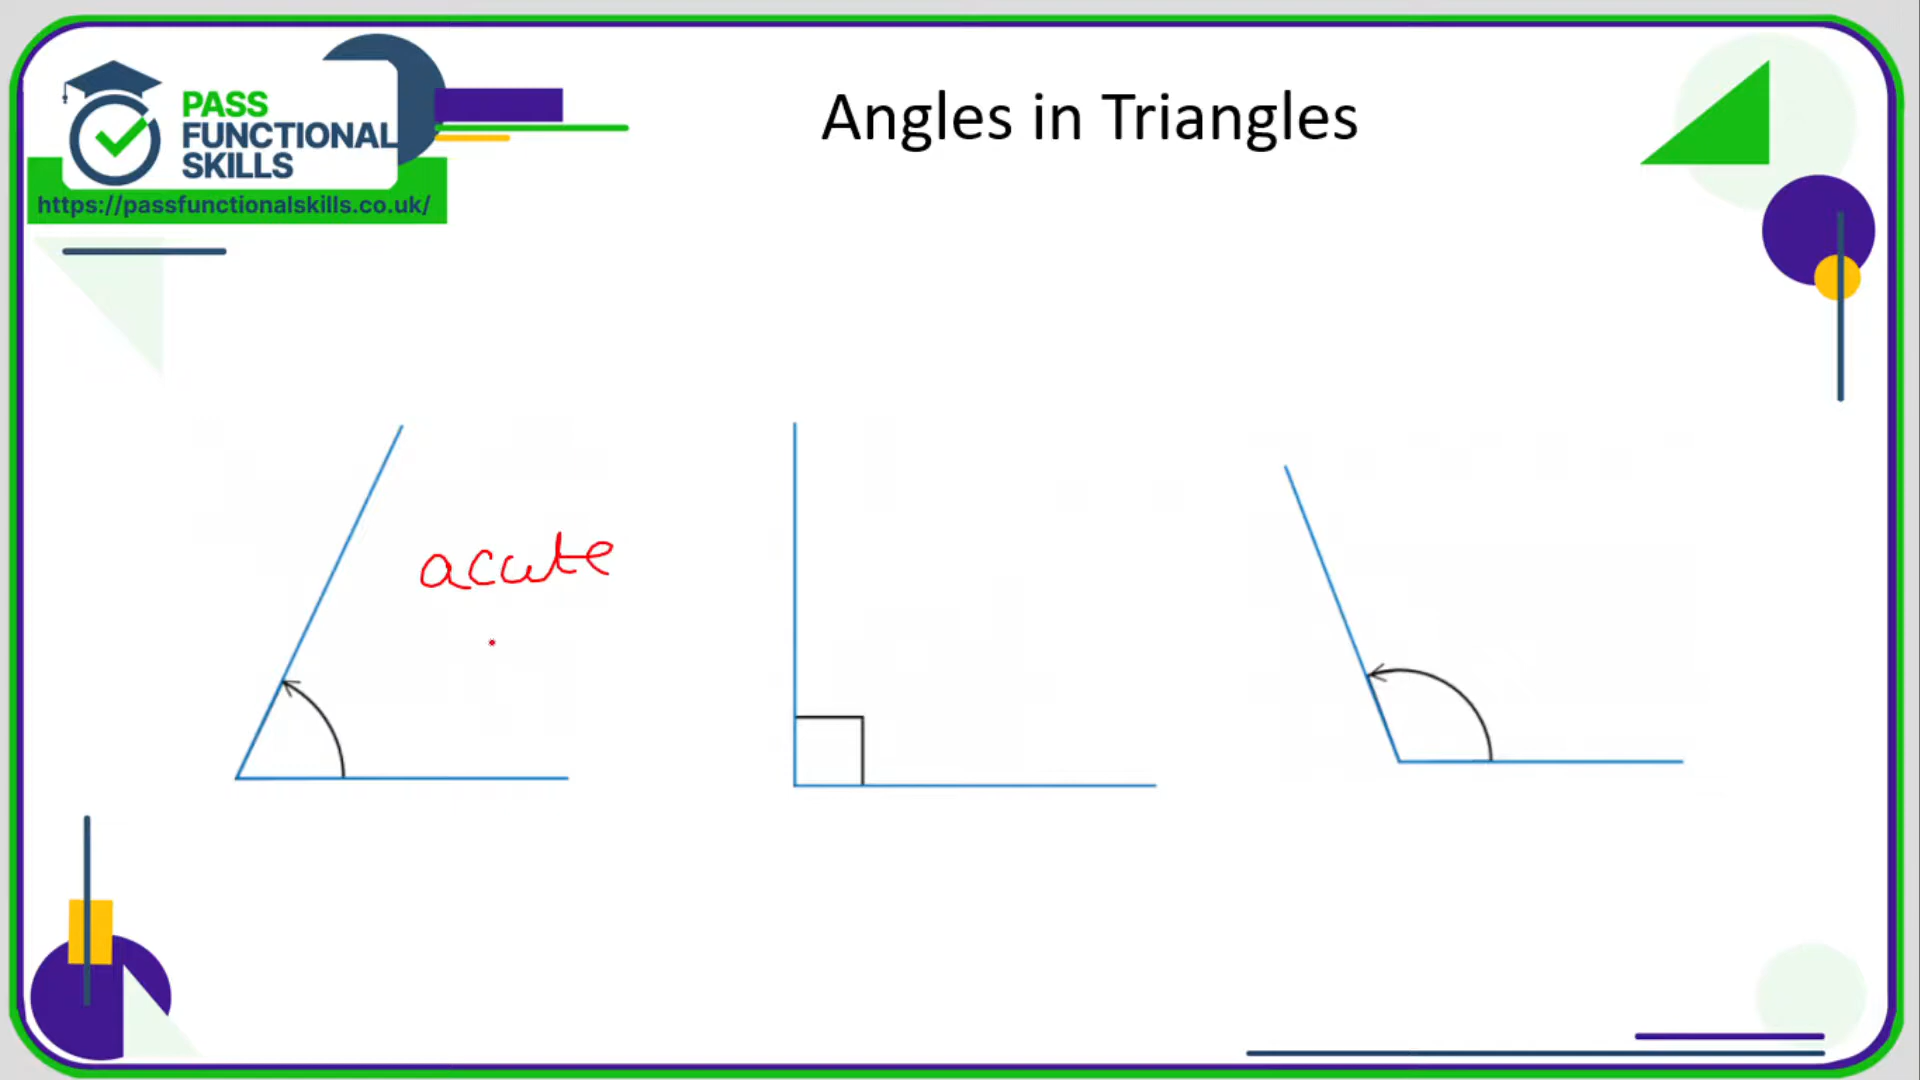 PASS
FUNCTIONAL
SKILLS
https://passfunctionalskills.co.uk/
Angles in Triangles
acute